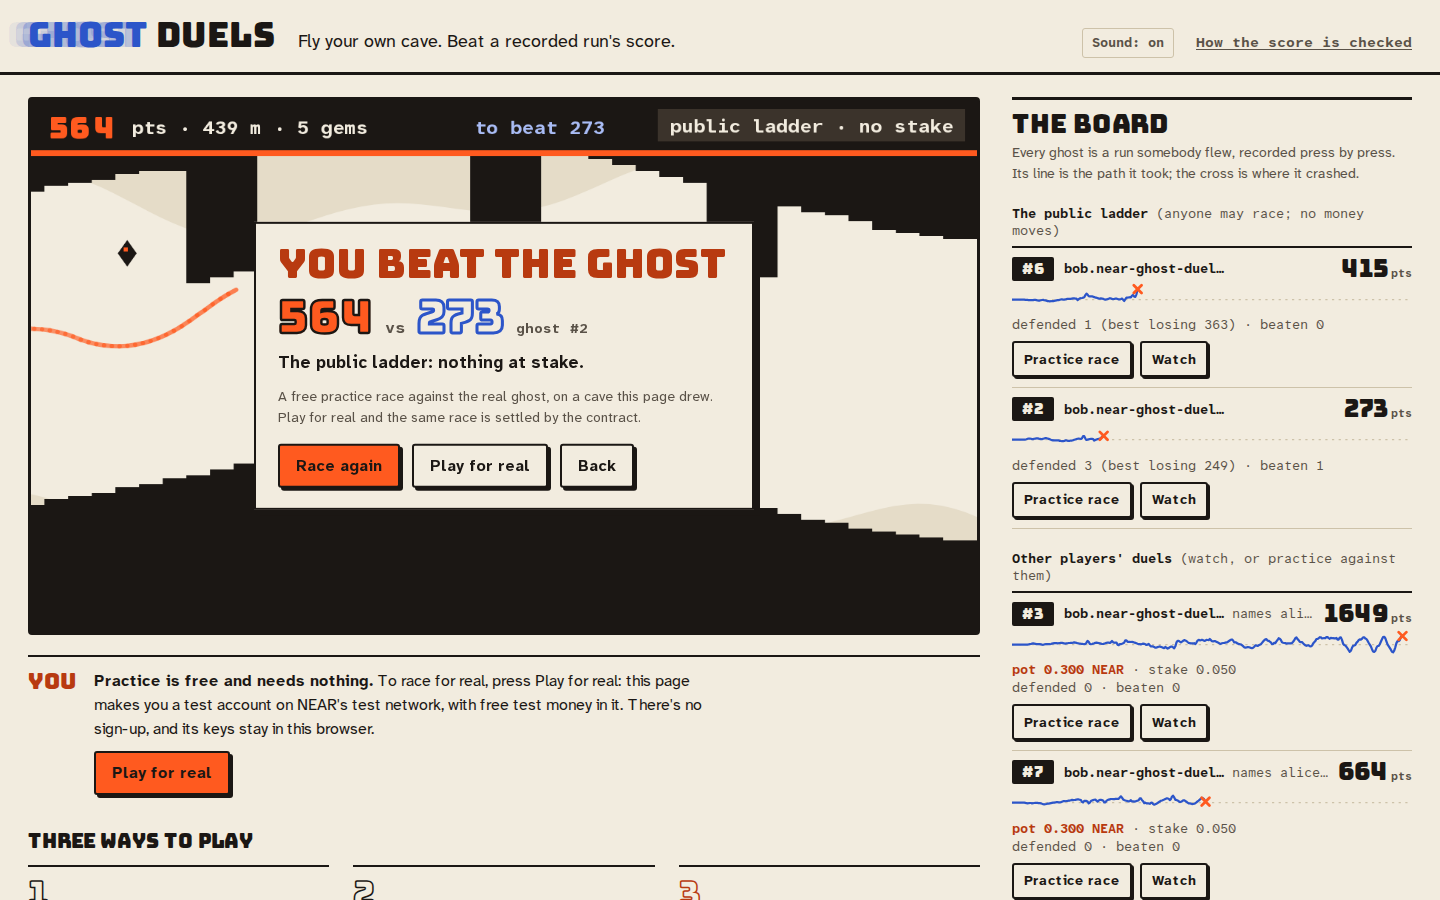 GHOST DUELS
Fly your own cave. Beat a recorded run's score.
Sound: on
How the score is checked
564 pts · 439 m · 5 gems
to beat 273
public ladder · no stake
YOU BEAT THE GHOST
564 vs 273 ghost #2
The public ladder: nothing at stake.
A free practice race against the real ghost, on a cave this page drew.
Play for real and the same race is settled by the contract.
Race again
Play for real
Back
YOU
Practice is free and needs nothing. To race for real, press Play for real: this page
makes you a test account on NEAR's test network, with free test money in it. There's no
sign-up, and its keys stay in this browser.
Play for real
THREE WAYS TO PLAY
1
2
3
THE BOARD
Every ghost is a run somebody flew, recorded press by press.
Its line is the path it took; the cross is where it crashed.
The public ladder (anyone may race; no money
moves)
#6 bob.near-ghost-duel… 415 pts
defended 1 (best losing 363) · beaten 0
Practice race
Watch
#2 bob.near-ghost-duel… 273 pts
defended 3 (best losing 249) · beaten 1
Practice race
Watch
Other players' duels (watch, or practice against
them)
#3 bob.near-ghost-duel… names ali… 1649 pts
pot 0.300 NEAR · stake 0.050
defended 0 · beaten 0
Practice race
Watch
#7 bob.near-ghost-duel… names alice… 664 pts
pot 0.300 NEAR · stake 0.050
defended 0 · beaten 0
Practice race
Watch